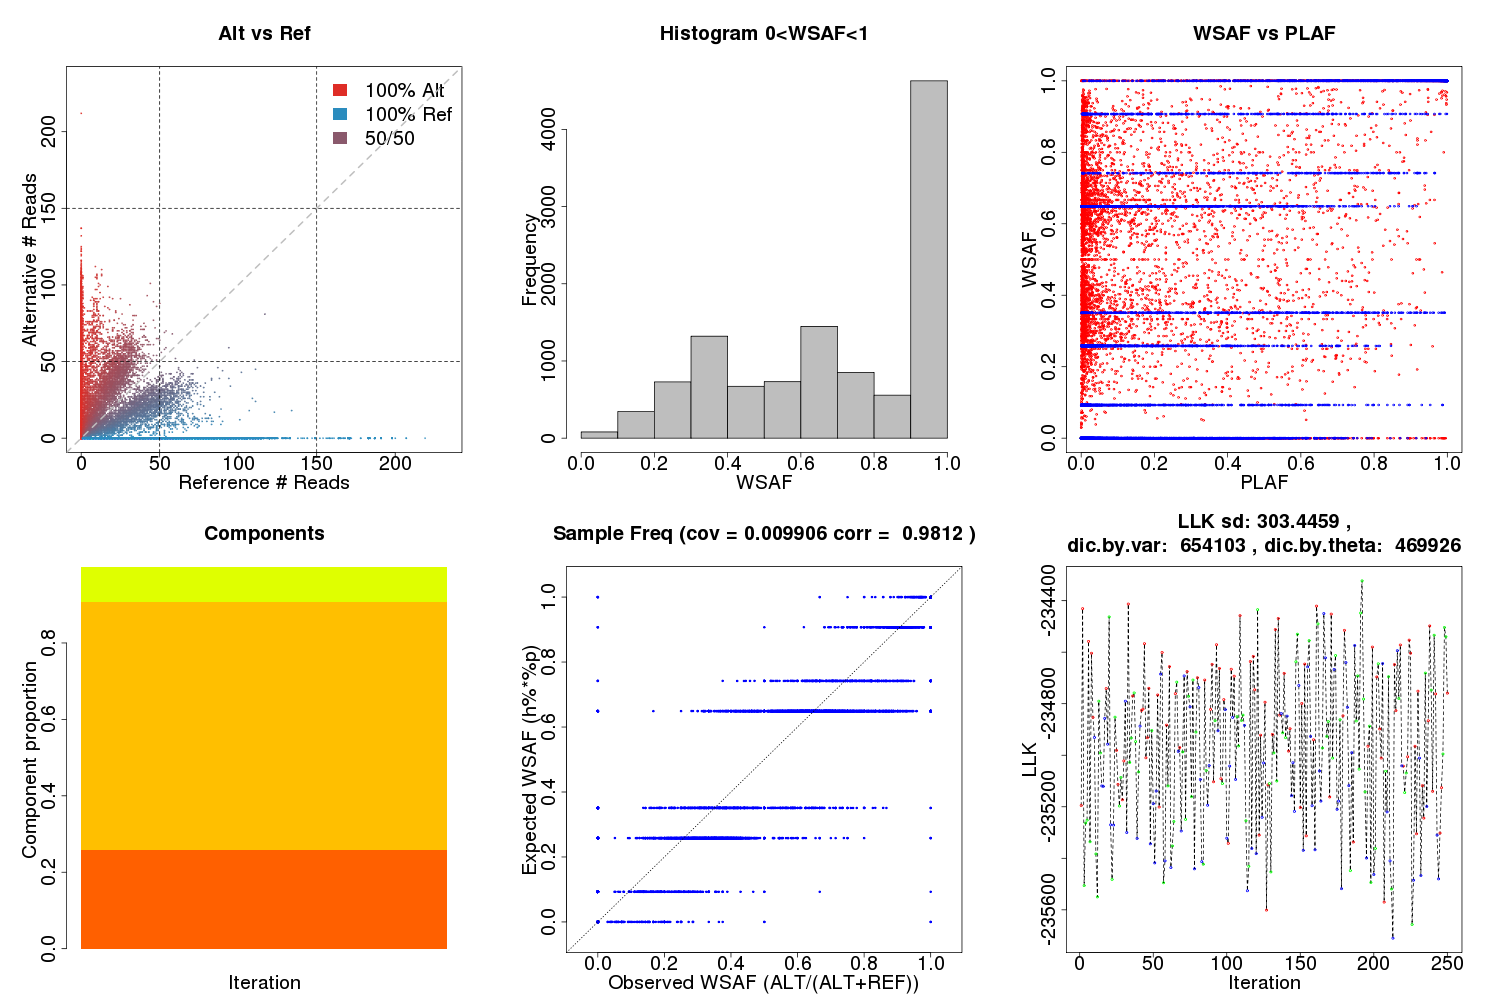 Alt vs Ref
100% Alt
100% Ref
50/50
Alternative # Reads
0 50 100 150 200
0 50 100 150 200
Reference # Reads
Histogram 0<WSAF<1
Frequency
0 1000 2000 3000 4000
0.0 0.2 0.4 0.6 0.8 1.0
WSAF
WSAF vs PLAF
WSAF
0.0 0.2 0.4 0.6 0.8 1.0
0.0 0.2 0.4 0.6 0.8 1.0
PLAF
Components
Component proportion
0.0 0.2 0.4 0.6 0.8
Iteration
Sample Freq (cov = 0.009906 corr = 0.9812 )
Expected WSAF (h%*%p)
0.0 0.2 0.4 0.6 0.8 1.0
0.0 0.2 0.4 0.6 0.8 1.0
Observed WSAF (ALT/(ALT+REF))
LLK sd: 303.4459 ,
dic.by.var: 654103 , dic.by.theta: 469926
LLK
-235600 -235200 -234800 -234400
0 50 100 150 200 250
Iteration